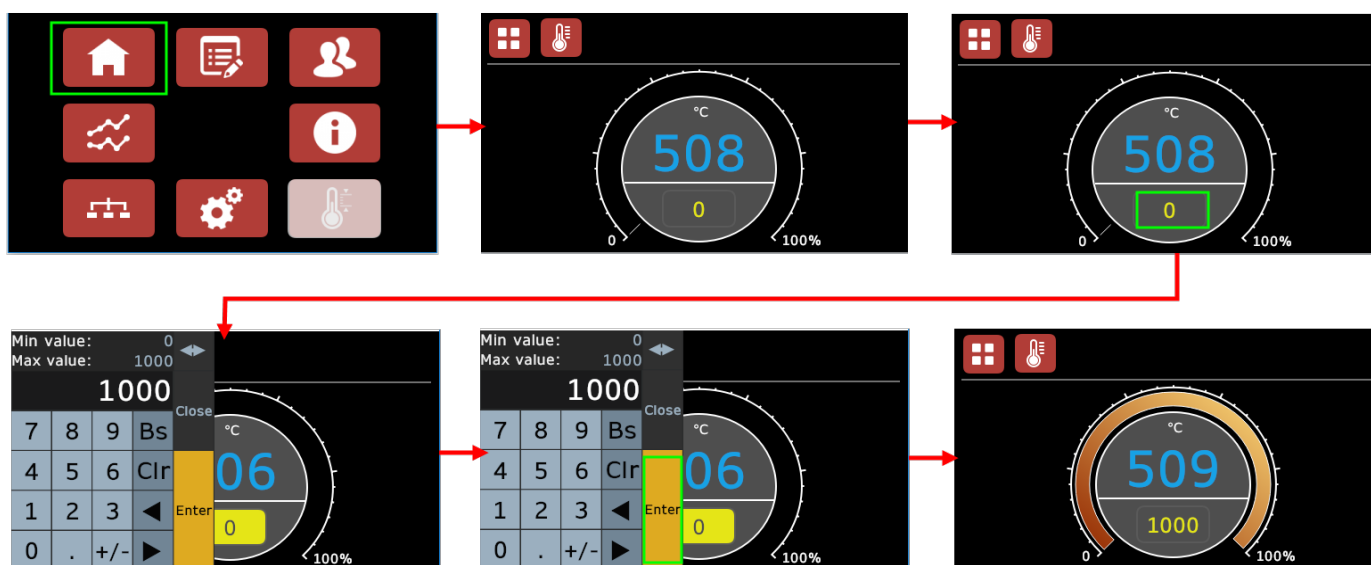 °C
508
0
0
100%
°C
508
0
0
100%
Min value: 0
Max value: 1000
1000
Close
7 8 9 Bs
4 5 6 Clr
1 2 3 ◀ Enter
0 . +/- ▶
°C
06
0
100%
Min value: 0
Max value: 1000
1000
Close
7 8 9 Bs
4 5 6 Clr
1 2 3 ◀ Enter
0 . +/- ▶
°C
06
0
100%
°C
509
1000
0
100%